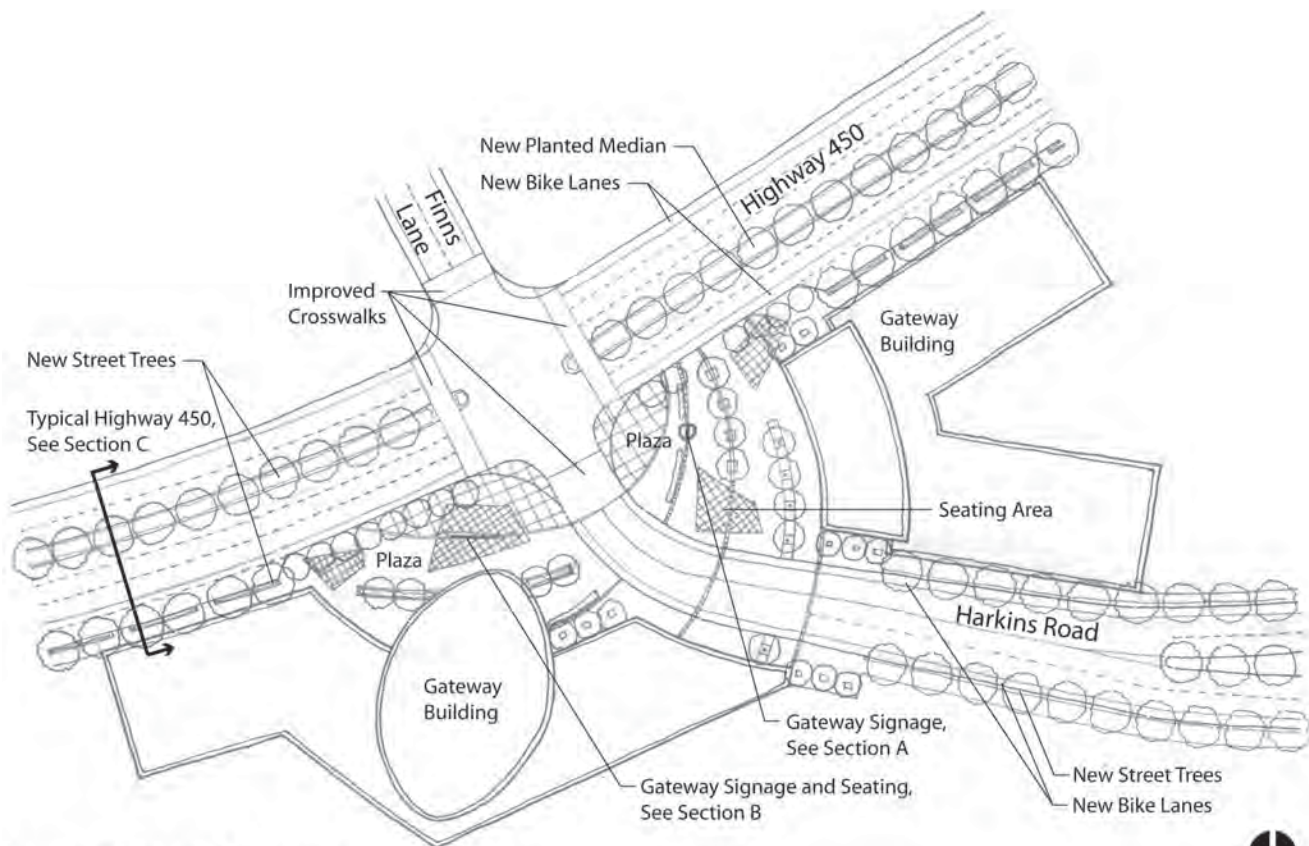 New Planted Median
New Bike Lanes
Highway 450
Finns
Lane
Improved
Crosswalks
Gateway
Building
New Street Trees
Typical Highway 450,
See Section C
Plaza
Seating Area
Plaza
Harkins Road
Gateway
Building
Gateway Signage,
See Section A
Gateway Signage and Seating,
See Section B
New Street Trees
New Bike Lanes